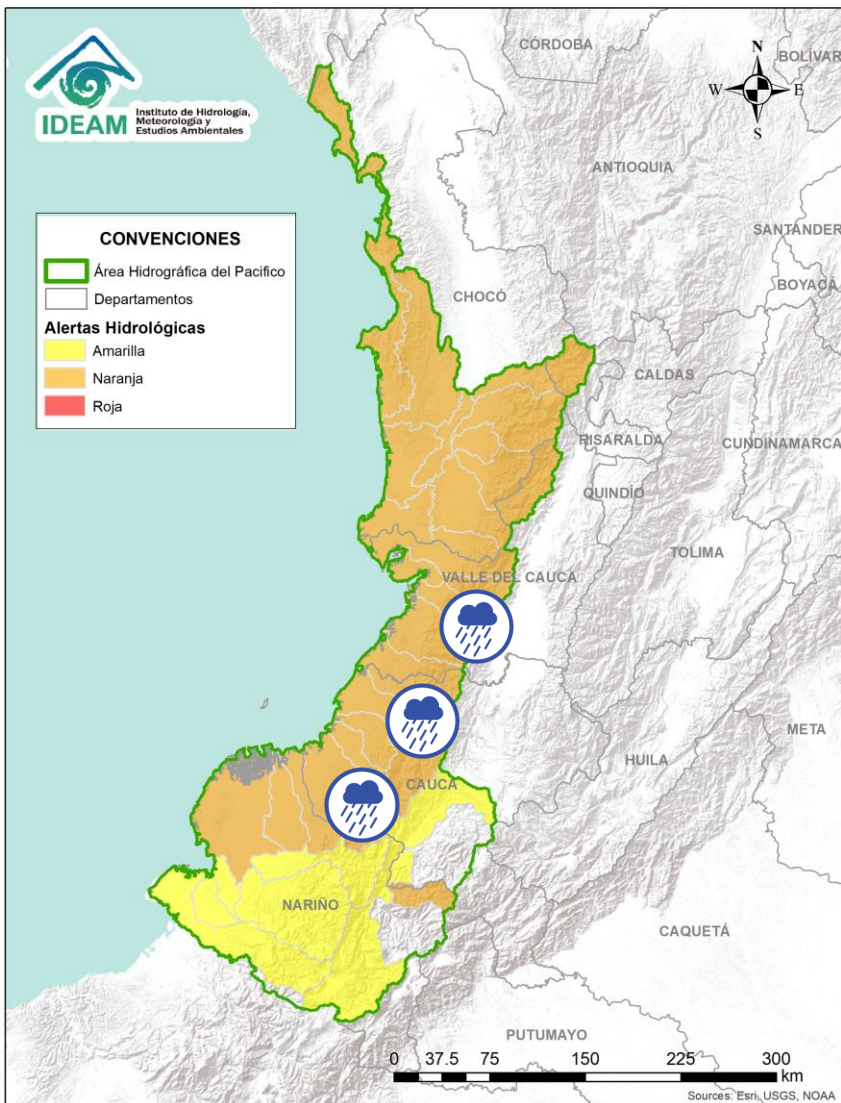 IDEAM
Instituto de Hidrología,
Meteorología y
Estudios Ambientales
CÓRDOBA
BOLÍVAR
N
W
E
S
ANTIOQUIA
SANTANDER
BOYACÁ
CONVENCIONES
Área Hidrográfica del Pacifico
Departamentos
Alertas Hidrológicas
Amarilla
Naranja
Roja
CHOCÓ
CALDAS
RISARALDA
CUNDINAMARCA
QUINDÍO
TOLIMA
VALLE DEL CAUCA
META
HUILA
CAUCA
NARIÑO
CAQUETÁ
PUTUMAYO
0 37.5 75 150 225 300
km
Sources: Esri, USGS, NOAA